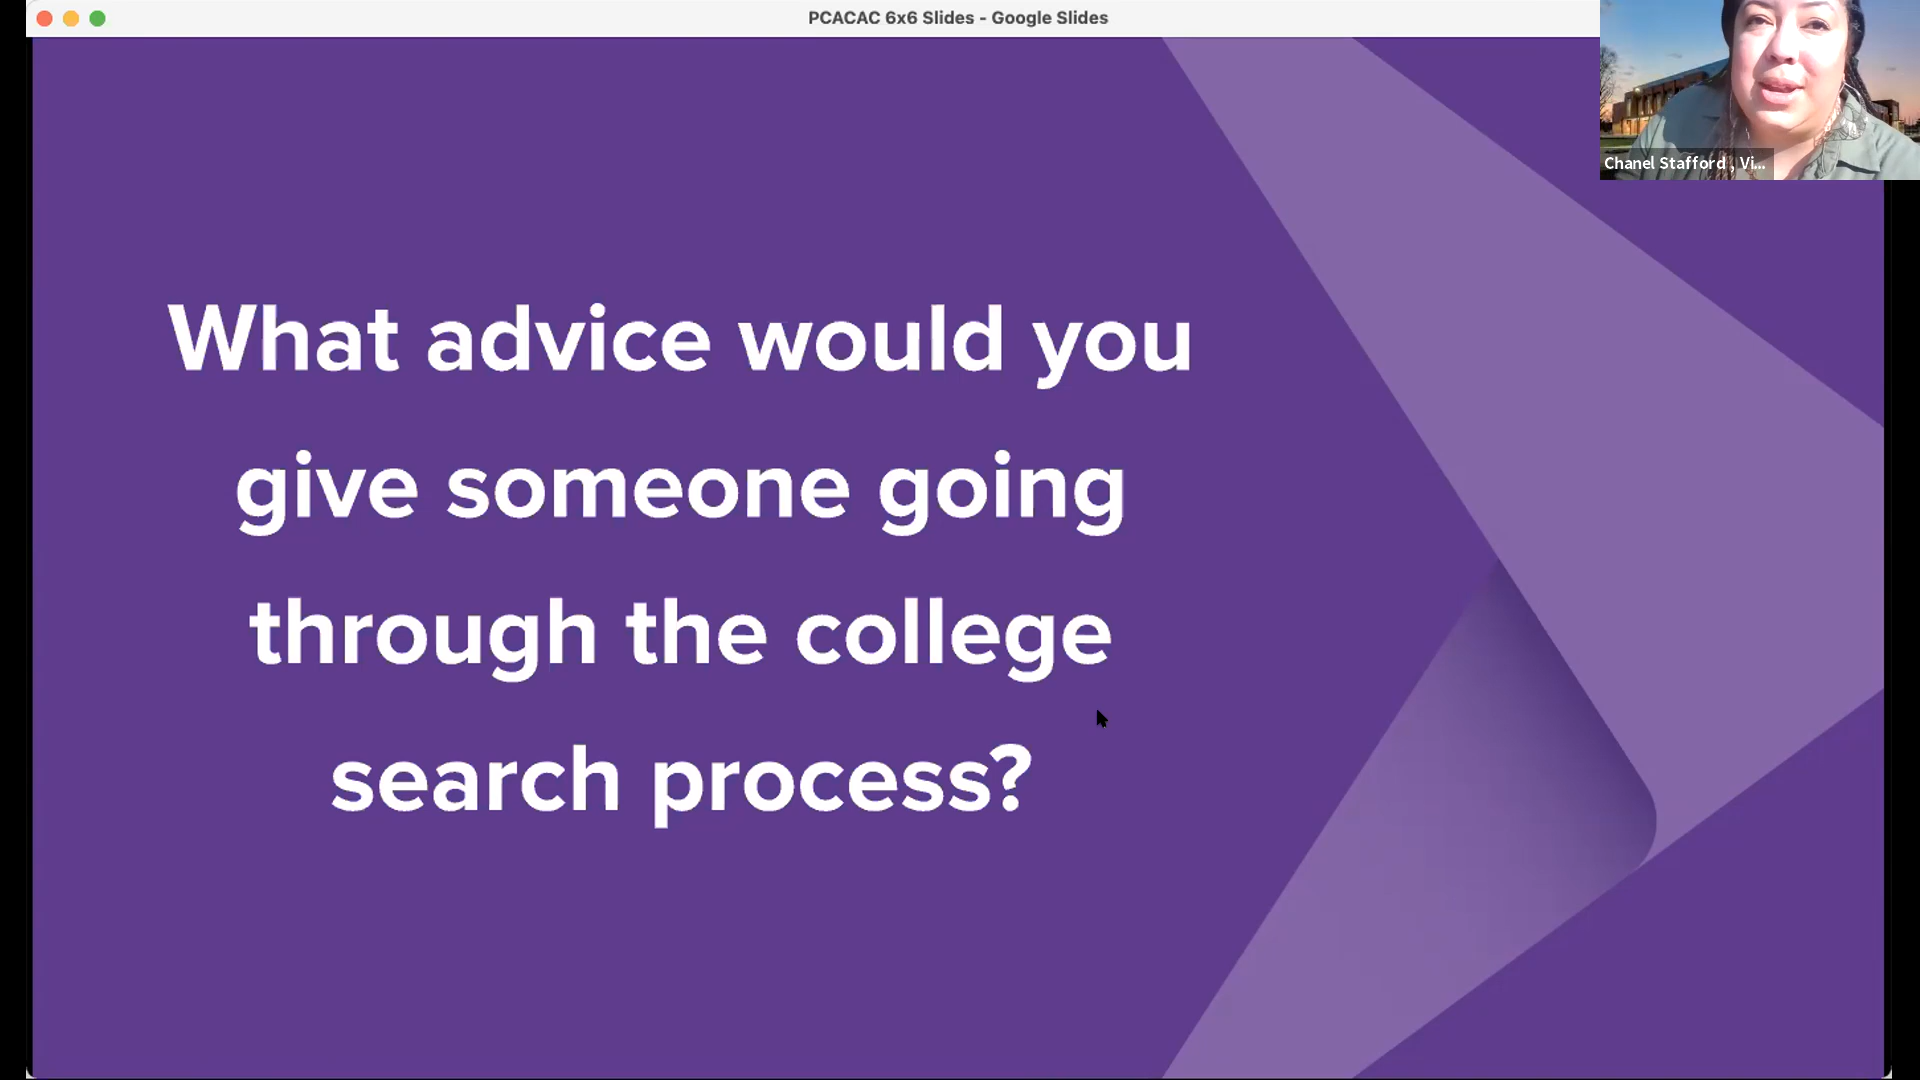 PCACAC 6x6 Slides - Google Slides
Chanel Stafford , Vi...
What advice would you
give someone going
through the college
search process?